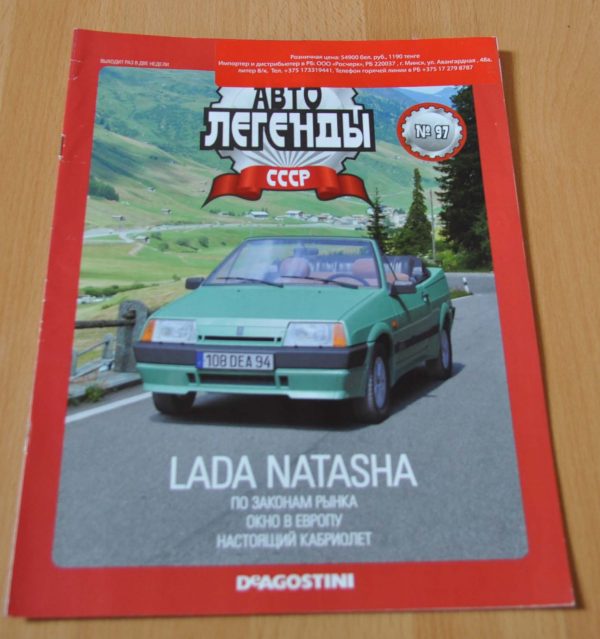 ВЫХОДИТ РАЗ В ДВЕ НЕДЕЛИ
Розничная цена: 54900 бел. руб., 1190 тенге
Импортер и дистрибьютер в РБ: ООО «Росчерк», РБ 220037 , г. Минск, ул. Авангардная , 48а.
литер 8/к, Тел. +375 173319441, Телефон горячей линии в РБ +375 17 279 8787
АВТО
ЛЕГЕНДЫ
СССР
№ 97
108 DEA 94
LADA NATASHA
ПО ЗАКОНАМ РЫНКА
ОКНО В ЕВРОПУ
НАСТОЯЩИЙ КАБРИОЛЕТ
DeAGOSTINI